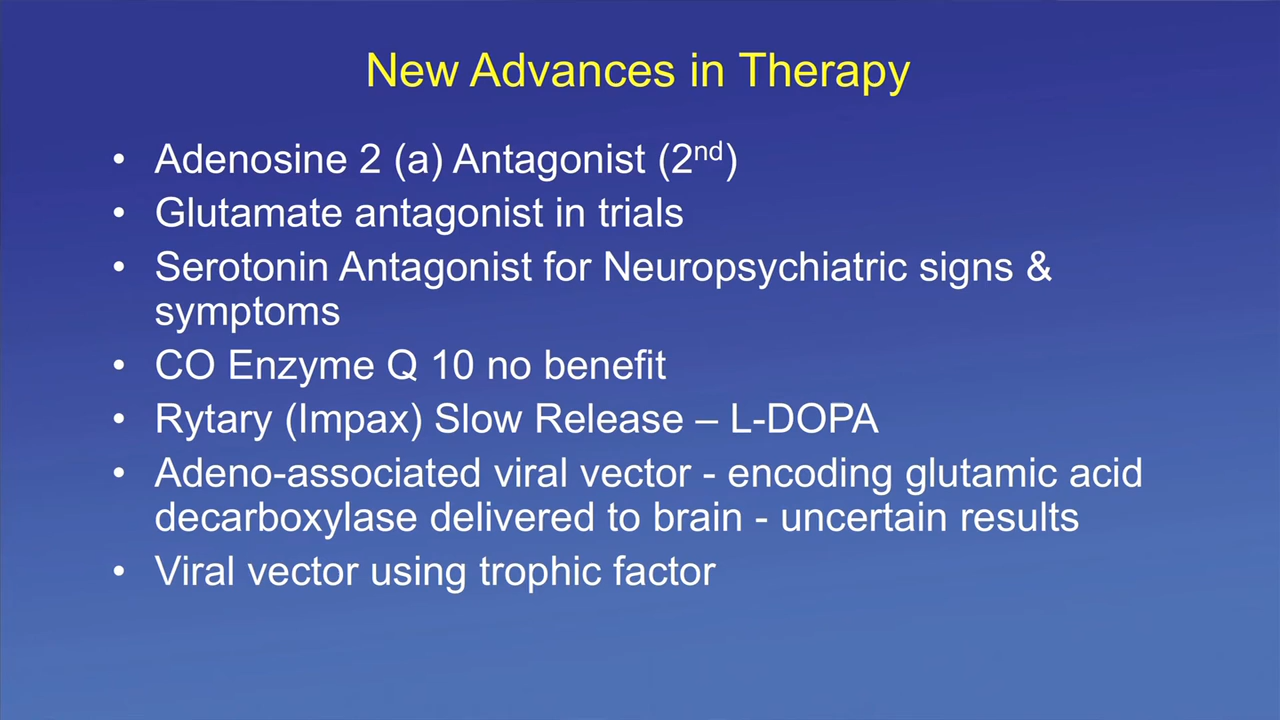 New Advances in Therapy
• Adenosine 2 (a) Antagonist (2nd)
• Glutamate antagonist in trials
• Serotonin Antagonist for Neuropsychiatric signs &
symptoms
• CO Enzyme Q 10 no benefit
• Rytary (Impax) Slow Release – L-DOPA
• Adeno-associated viral vector - encoding glutamic acid
decarboxylase delivered to brain - uncertain results
• Viral vector using trophic factor